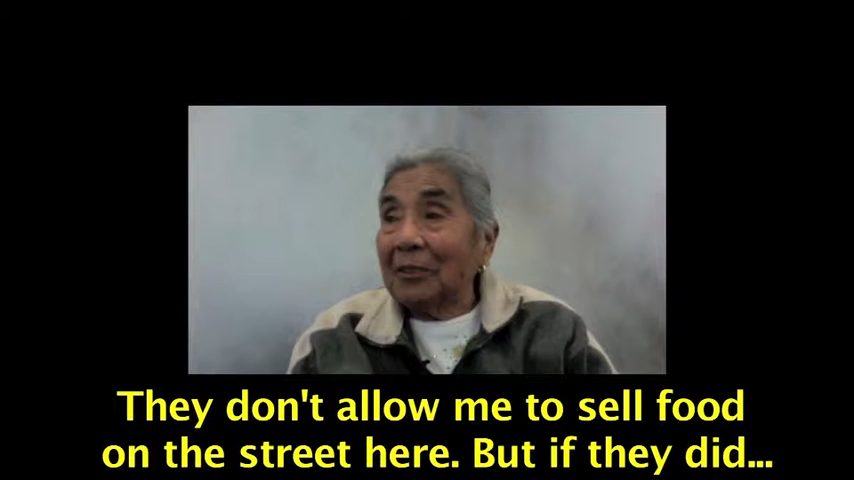 They don't allow me to sell food
on the street here. But if they did...